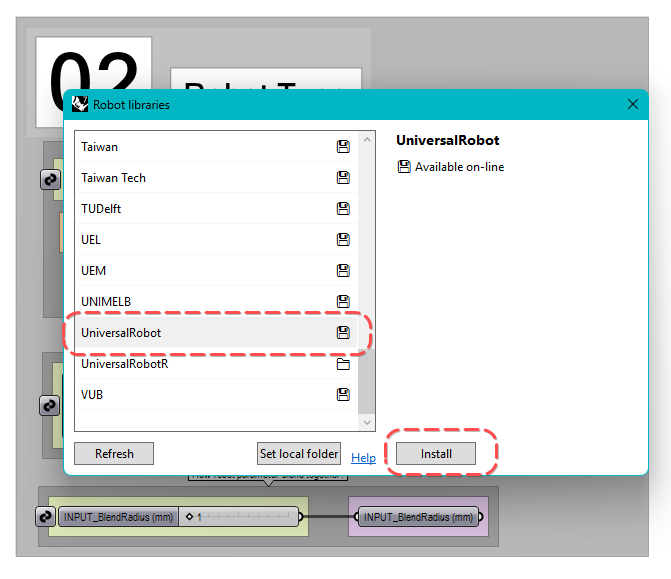 02
Robot libraries
Taiwan
Taiwan Tech
TUDelft
UEL
UEM
UNIMELB
UniversalRobot
UniversalRobotR
VUB
UniversalRobot
Available on-line
Refresh
Set local folder
Help
Install
INPUT_BlendRadius (mm)
1
INPUT_BlendRadius (mm)